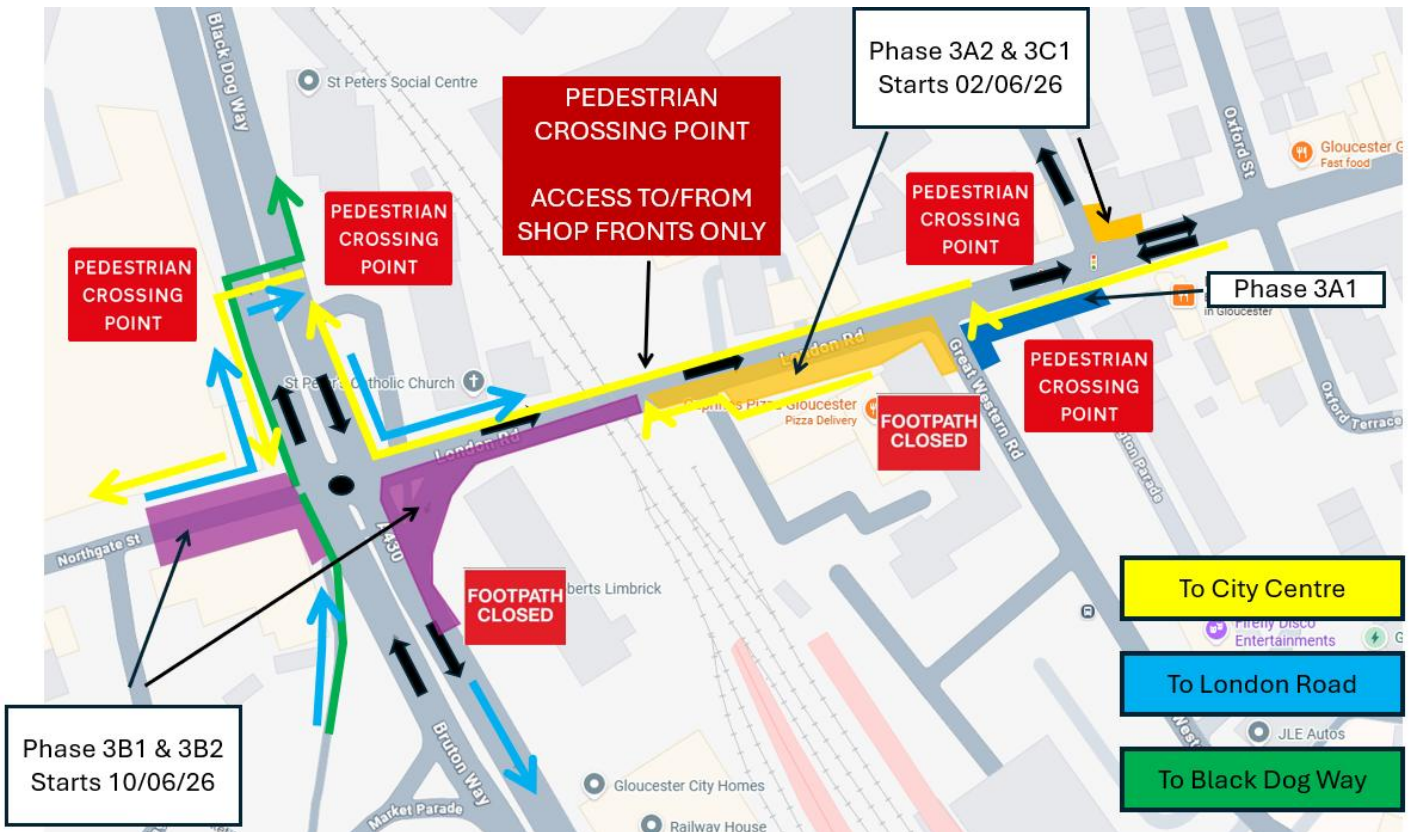 Black Dog Way
St Peters Social Centre
PEDESTRIAN
CROSSING POINT
ACCESS TO/FROM
SHOP FRONTS ONLY
Phase 3A2 & 3C1
Starts 02/06/26
Oxford St
Gloucester G
Fast food
PEDESTRIAN
CROSSING
POINT
PEDESTRIAN
CROSSING
POINT
PEDESTRIAN
CROSSING
POINT
Phase 3A1
in Gloucester
London Rd
St Peter's Catholic Church
Pizza Gloucester
Pizza Delivery
Great Western Rd
PEDESTRIAN
CROSSING
POINT
FOOTPATH
CLOSED
Oxford Terrace
London Rd
Northgate St
A430
FOOTPATH
CLOSED
erts Limbrick
To City Centre
Firefly Disco
Entertainments
G
To London Road
Phase 3B1 & 3B2
Starts 10/06/26
Bruton Way
West
JLE Autos
Gloucester City Homes
To Black Dog Way
Market Parade
Railway House